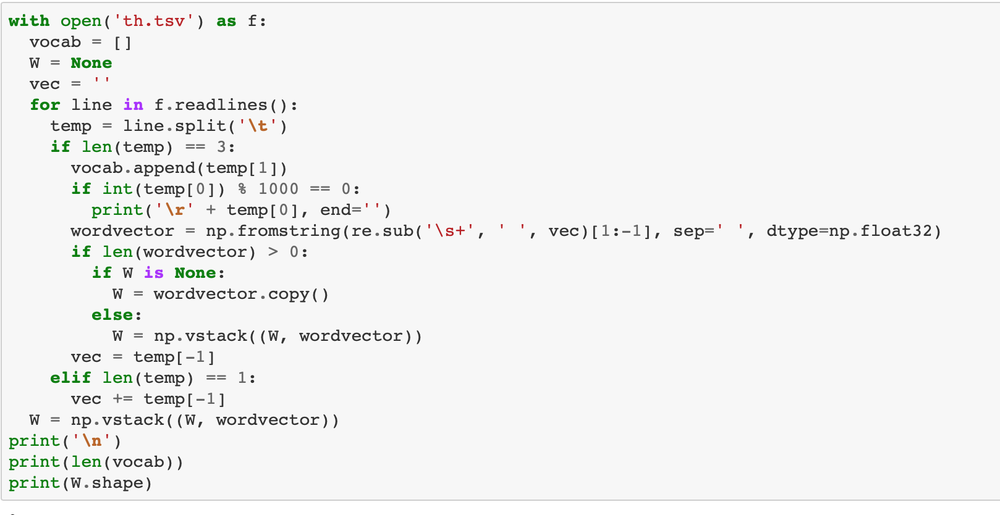 with open('th.tsv') as f:
  vocab = []
  W = None
  vec = ''
  for line in f.readlines():
    temp = line.split('\t')
    if len(temp) == 3:
      vocab.append(temp[1])
      if int(temp[0]) % 1000 == 0:
        print('\r' + temp[0], end='')
      wordvector = np.fromstring(re.sub('\s+', ' ', vec)[1:-1], sep=' ', dtype=np.float32)
      if len(wordvector) > 0:
        if W is None:
          W = wordvector.copy()
        else:
          W = np.vstack((W, wordvector))
      vec = temp[-1]
    elif len(temp) == 1:
      vec += temp[-1]
  W = np.vstack((W, wordvector))
print('\n')
print(len(vocab))
print(W.shape)